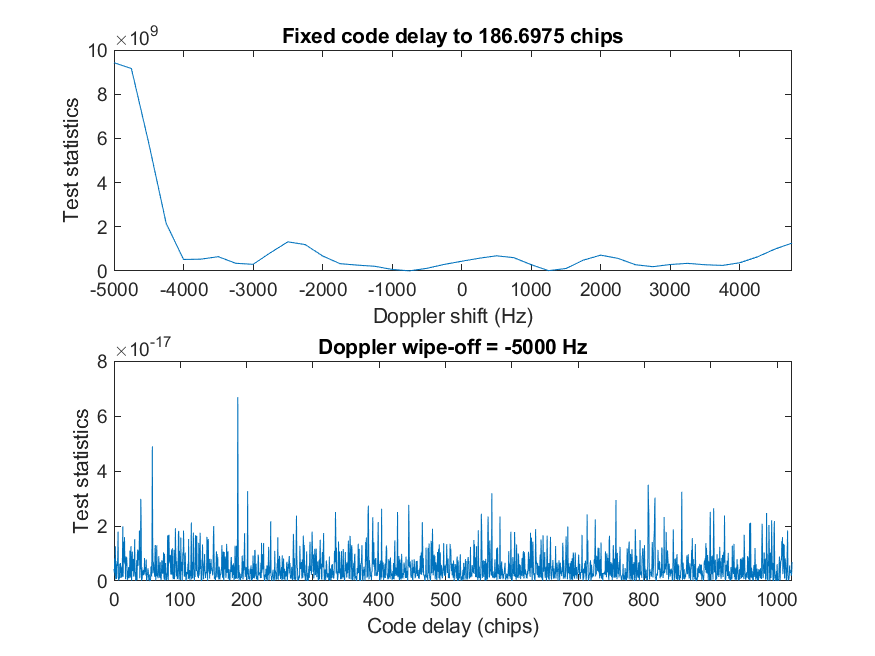 ×10⁹
Fixed code delay to 186.6975 chips
10
8
6
4
2
0
Test statistics
-5000 -4000 -3000 -2000 -1000 0 1000 2000 3000 4000
Doppler shift (Hz)
×10⁻¹⁷
Doppler wipe-off = -5000 Hz
8
6
4
2
0
Test statistics
0 100 200 300 400 500 600 700 800 900 1000
Code delay (chips)